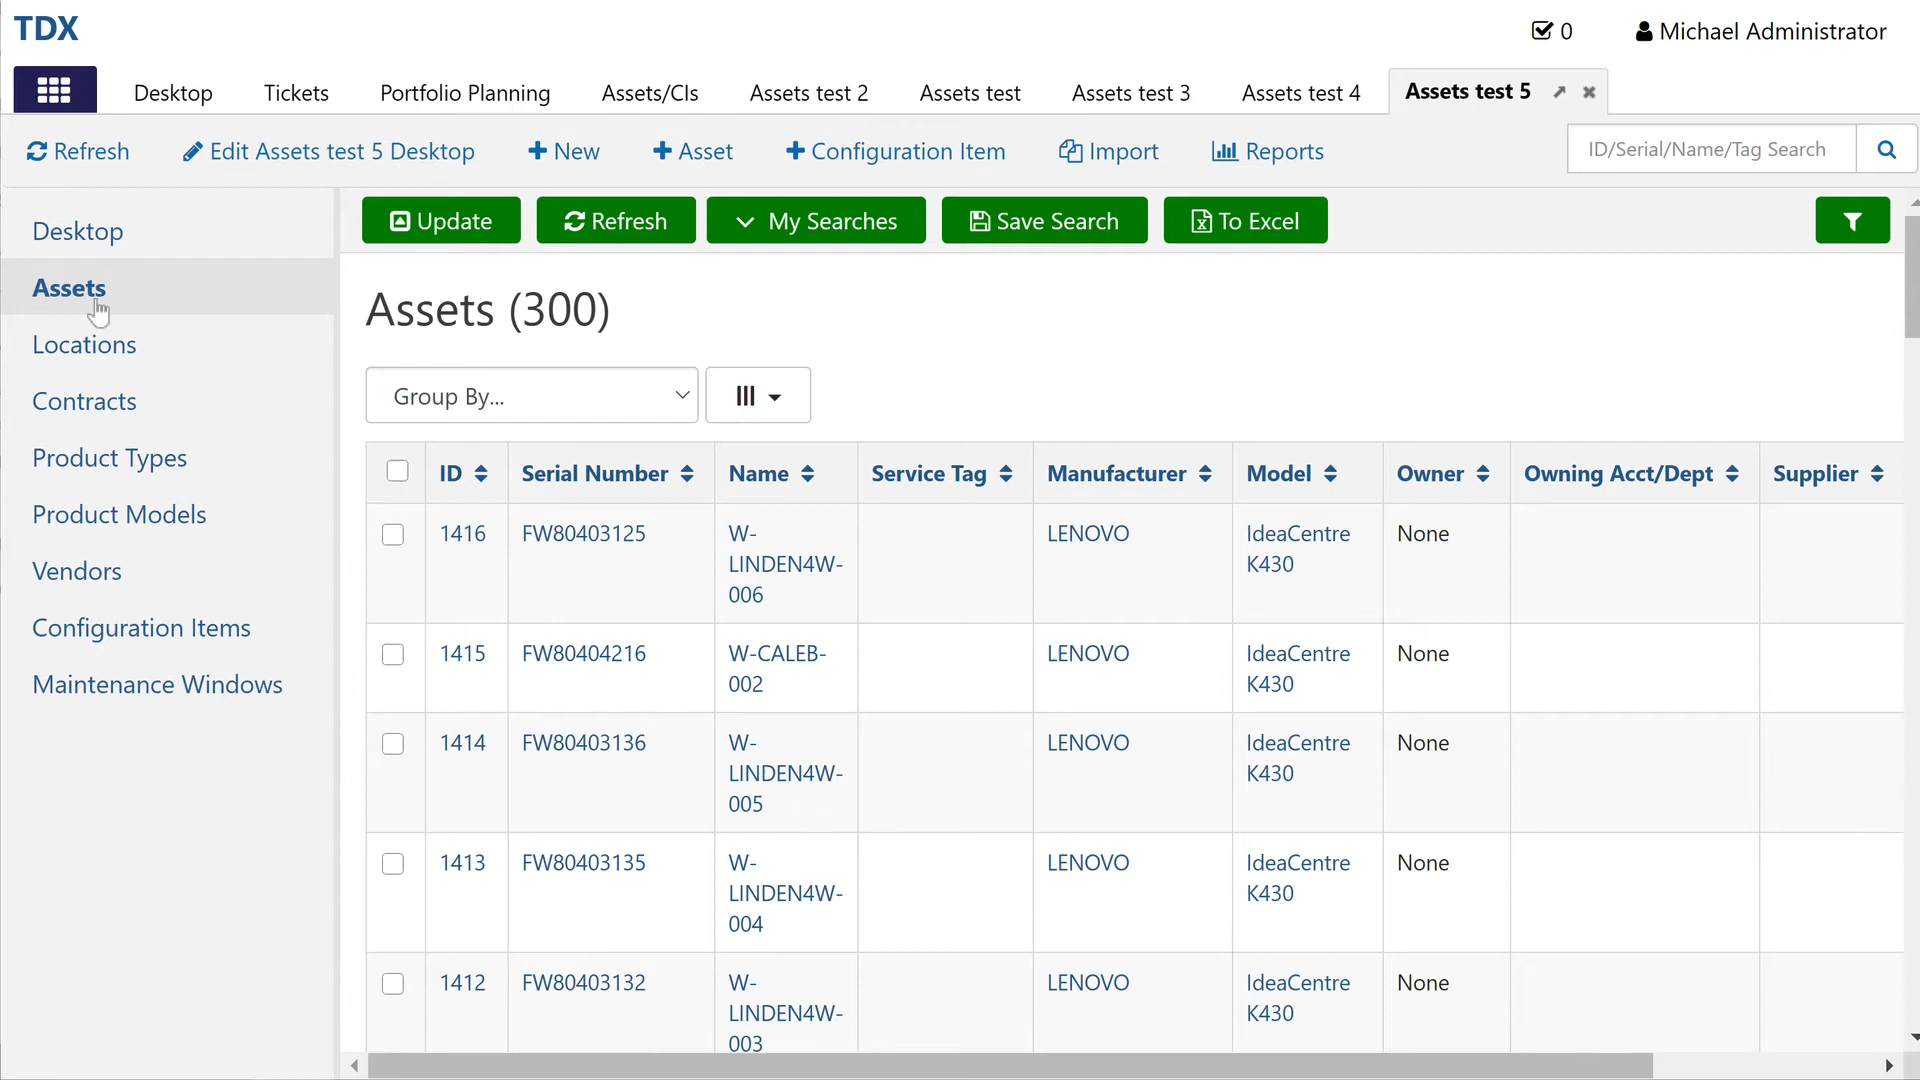 TDX
0
Michael Administrator
Desktop
Tickets
Portfolio Planning
Assets/CIs
Assets test 2
Assets test
Assets test 3
Assets test 4
Assets test 5
Refresh
Edit Assets test 5 Desktop
New
Asset
Configuration Item
Import
Reports
ID/Serial/Name/Tag Search
Desktop
Assets
Locations
Contracts
Product Types
Product Models
Vendors
Configuration Items
Maintenance Windows
Update
Refresh
My Searches
Save Search
To Excel
Assets (300)
Group By...
ID Serial Number Name Service Tag Manufacturer Model Owner Owning Acct/Dept Supplier
1416 FW80403125 W- LENOVO IdeaCentre None
LINDEN4W- K430
006
1415 FW80404216 W-CALEB- LENOVO IdeaCentre None
002 K430
1414 FW80403136 W- LENOVO IdeaCentre None
LINDEN4W- K430
005
1413 FW80403135 W- LENOVO IdeaCentre None
LINDEN4W- K430
004
1412 FW80403132 W- LENOVO IdeaCentre None
LINDEN4W- K430
003